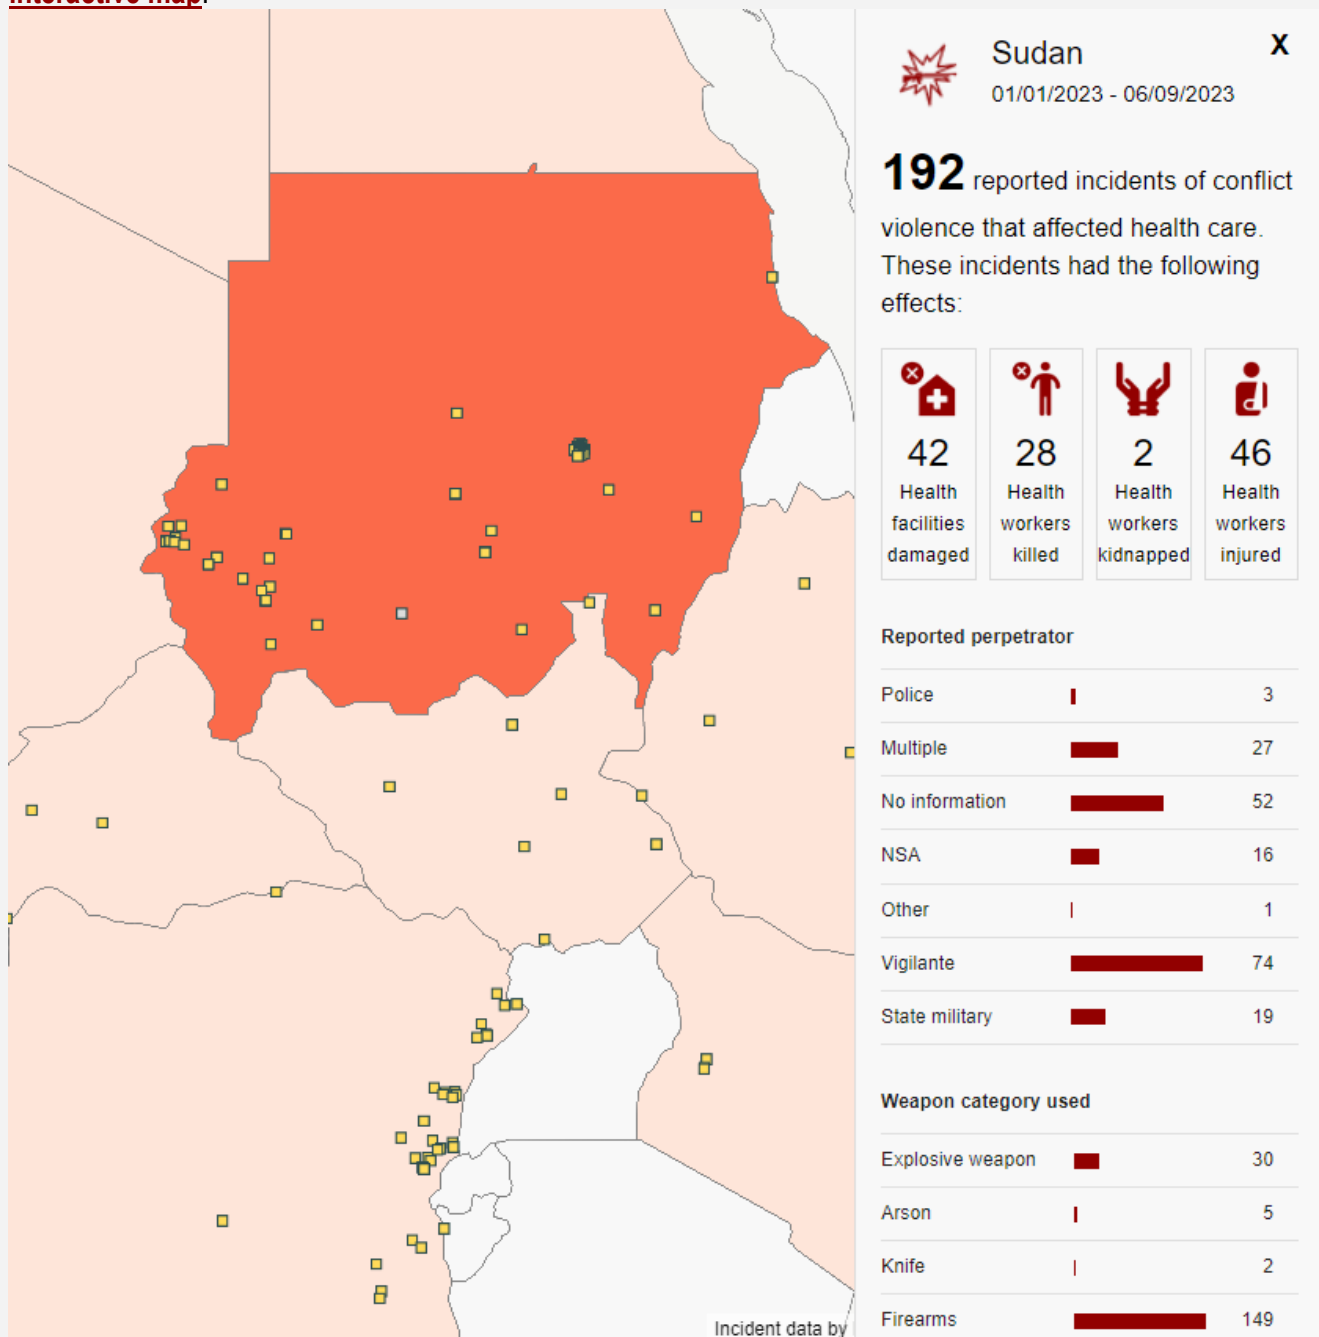 interactive map.
Sudan
X
01/01/2023 - 06/09/2023
192 reported incidents of conflict
violence that affected health care.
These incidents had the following
effects:
42
Health
facilities
damaged
28
Health
workers
killed
2
Health
workers
kidnapped
46
Health
workers
injured
Reported perpetrator
Police 3
Multiple 27
No information 52
NSA 16
Other 1
Vigilante 74
State military 19
Weapon category used
Explosive weapon 30
Arson 5
Knife 2
Firearms 149
Incident data by